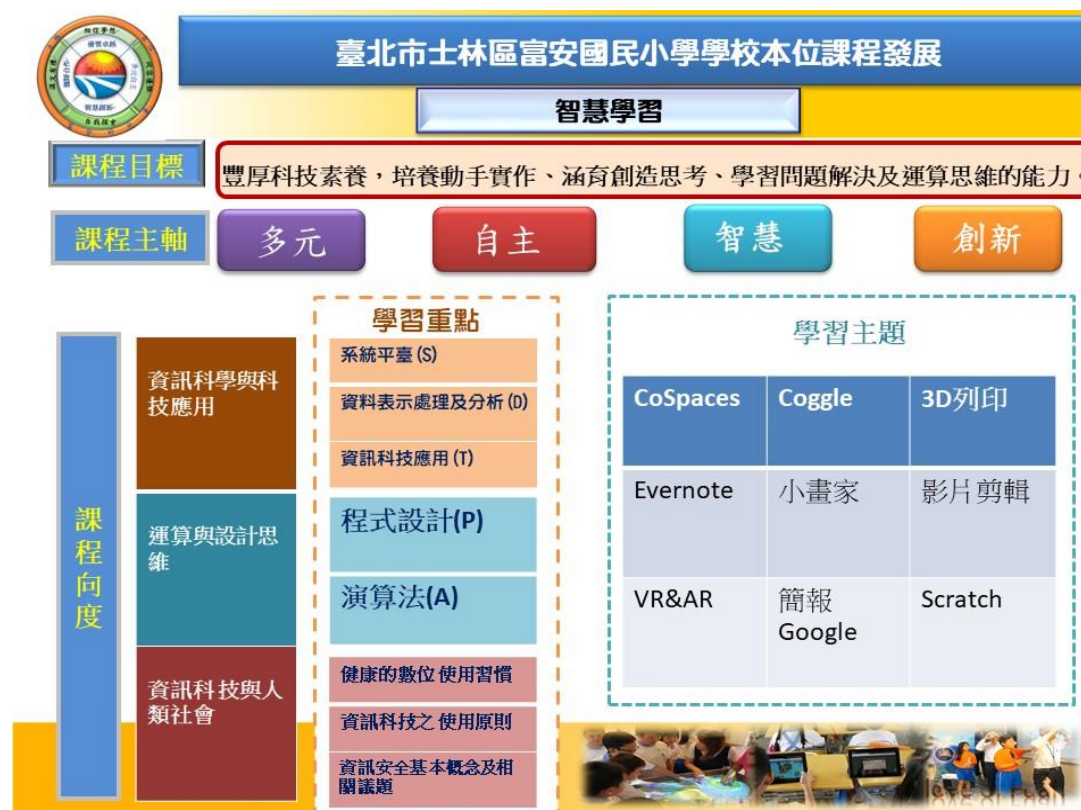 臺北市士林區富安國民小學學校本位課程發展
智慧學習
課程目標
豐厚科技素養，培養動手實作、涵育創造思考、學習問題解決及運算思維的能力。
課程主軸
多元
自主
智慧
創新
課程向度
資訊科學與科
技應用
運算與設計思
維
資訊科技與人
類社會
學習重點
系統平臺(S)
資料表示處理及分析(D)
資訊科技應用(T)
程式設計(P)
演算法(A)
健康的數位使用習慣
資訊科技之使用原則
資訊安全基本概念及相
關議題
學習主題
CoSpaces
Coggle
3D列印
Evernote
小畫家
影片剪輯
VR&AR
簡報
Google
Scratch